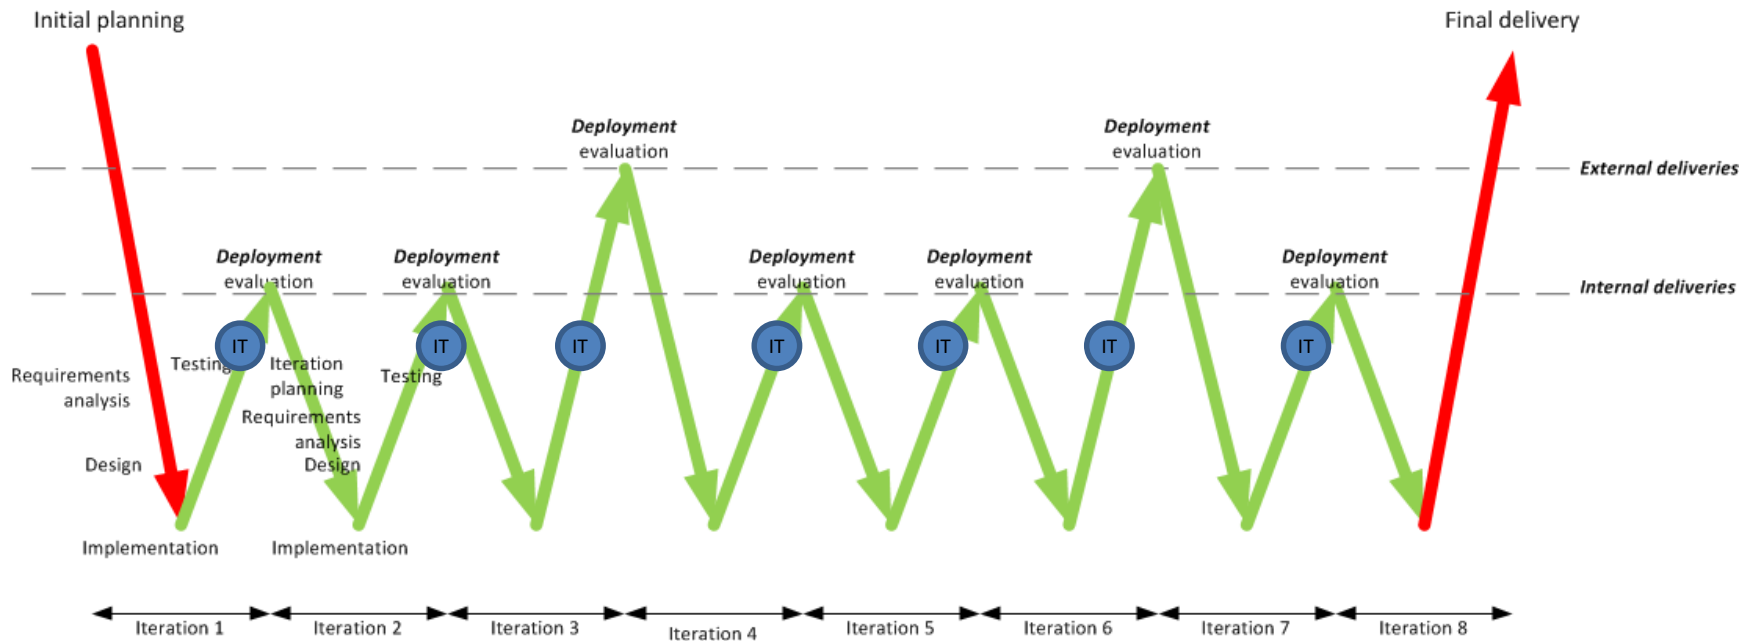 Initial planning
Final delivery
Deployment
evaluation
Deployment
evaluation
External deliveries
Deployment
evaluation
Deployment
evaluation
Deployment
evaluation
Deployment
evaluation
Deployment
evaluation
Internal deliveries
IT
IT
IT
IT
IT
IT
IT
Requirements
analysis
Design
Testing
Iteration
planning
Requirements
analysis
Design
Testing
Implementation
Implementation
Iteration 1
Iteration 2
Iteration 3
Iteration 4
Iteration 5
Iteration 6
Iteration 7
Iteration 8